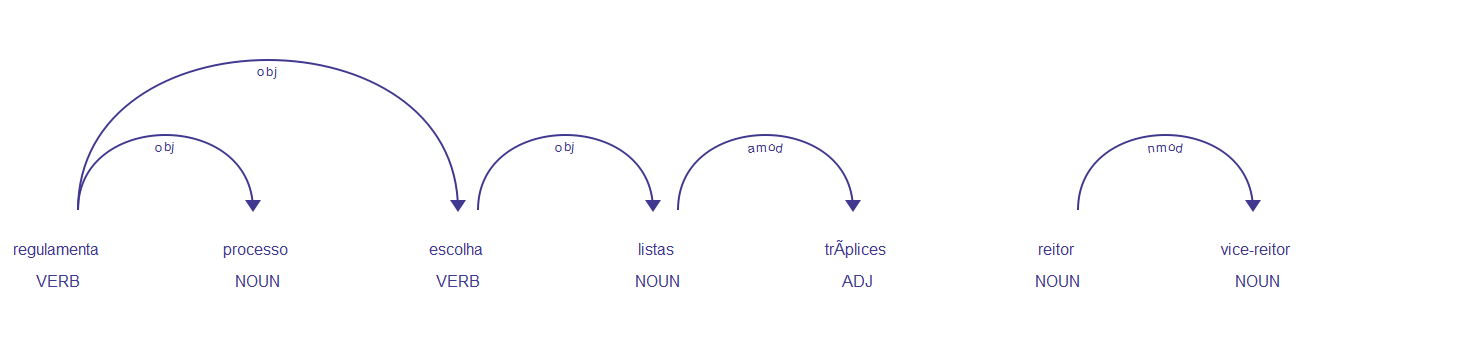 obj
obj obj amod nmod
regulamenta processo escolha listas trÃplices reitor vice-reitor
VERB NOUN VERB NOUN ADJ NOUN NOUN